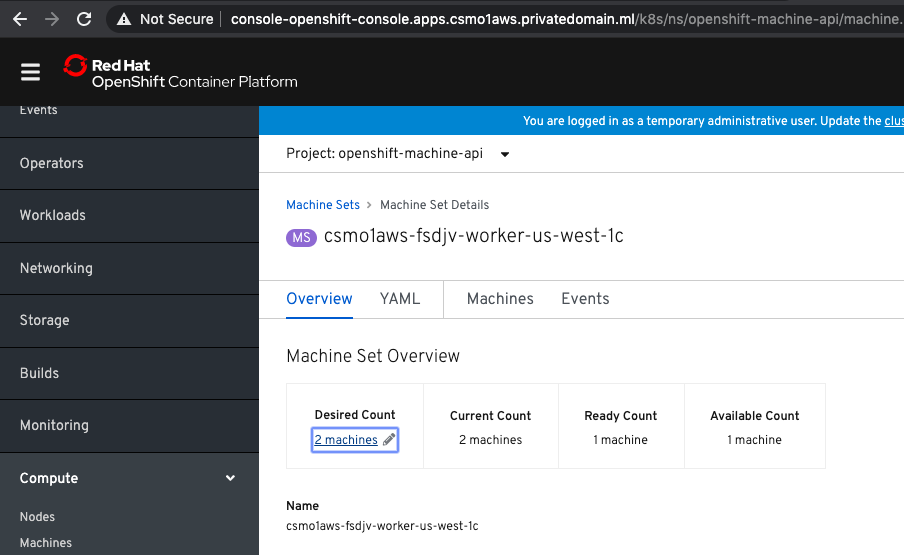 Not Secure console-openshift-console.apps.csmo1aws.privatedomain.ml/k8s/ns/openshift-machine-api/machine.
Red Hat
OpenShift Container Platform
Events
Operators
Workloads
Networking
Storage
Builds
Monitoring
Compute
Nodes
Machines
You are logged in as a temporary administrative user. Update the clus
Project: openshift-machine-api
Machine Sets > Machine Set Details
MS csmo1aws-fsdjv-worker-us-west-1c
Overview YAML Machines Events
Machine Set Overview
Desired Count Current Count Ready Count Available Count
2 machines 2 machines 1 machine 1 machine
Name
csmo1aws-fsdjv-worker-us-west-1c